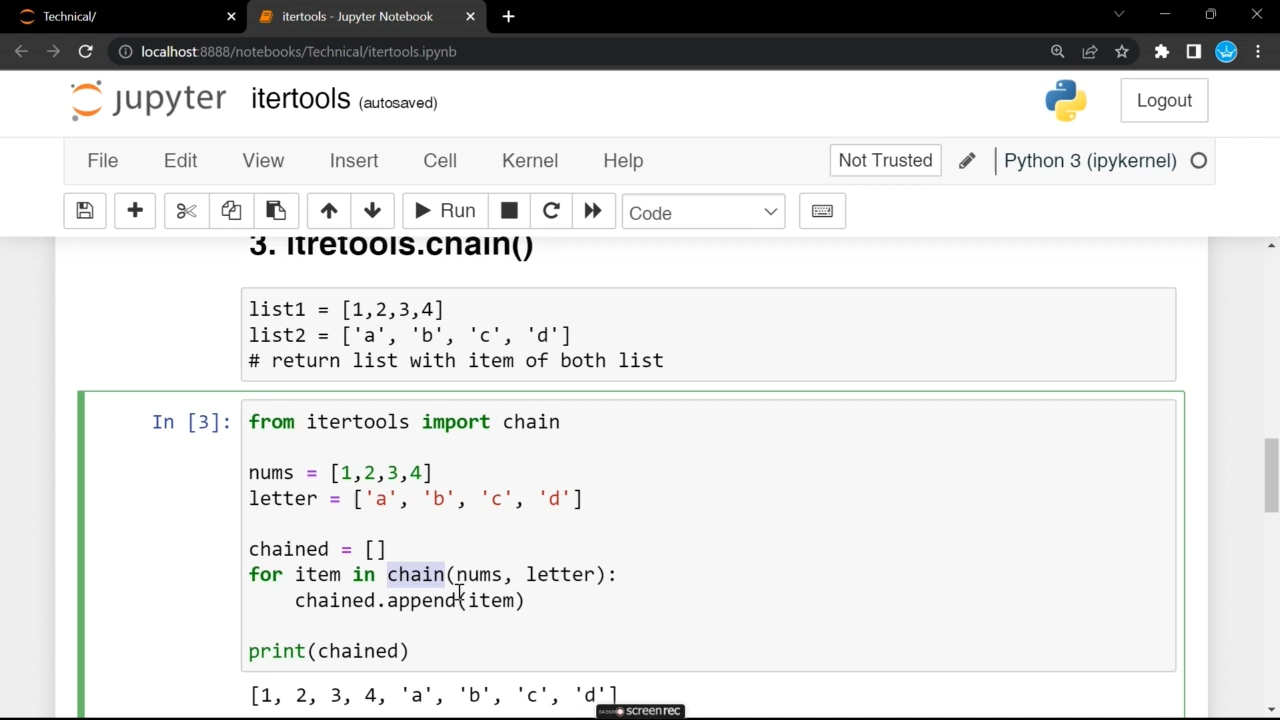 Technical/
itertools - Jupyter Notebook
localhost:8888/notebooks/Technical/itertools.ipynb
jupyter itertools (autosaved)
Logout
File Edit View Insert Cell Kernel Help
Not Trusted
Python 3 (ipykernel)
Run
Code
3. itretools.chain()
list1 = [1,2,3,4]
list2 = ['a', 'b', 'c', 'd']
# return list with item of both list
In [3]:
from itertools import chain
nums = [1,2,3,4]
letter = ['a', 'b', 'c', 'd']
chained = []
for item in chain(nums, letter):
    chained.append(item)
print(chained)
[1, 2, 3, 4, 'a', 'b', 'c', 'd']
screenrec